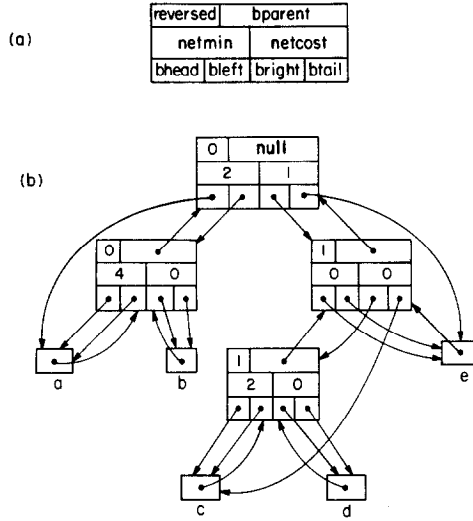 (a)
reversed bparent
netmin netcost
bhead bleft bright btail
(b)
0 null
2 1
0
4 0
1
0 0
a b e
1
2 0
c d